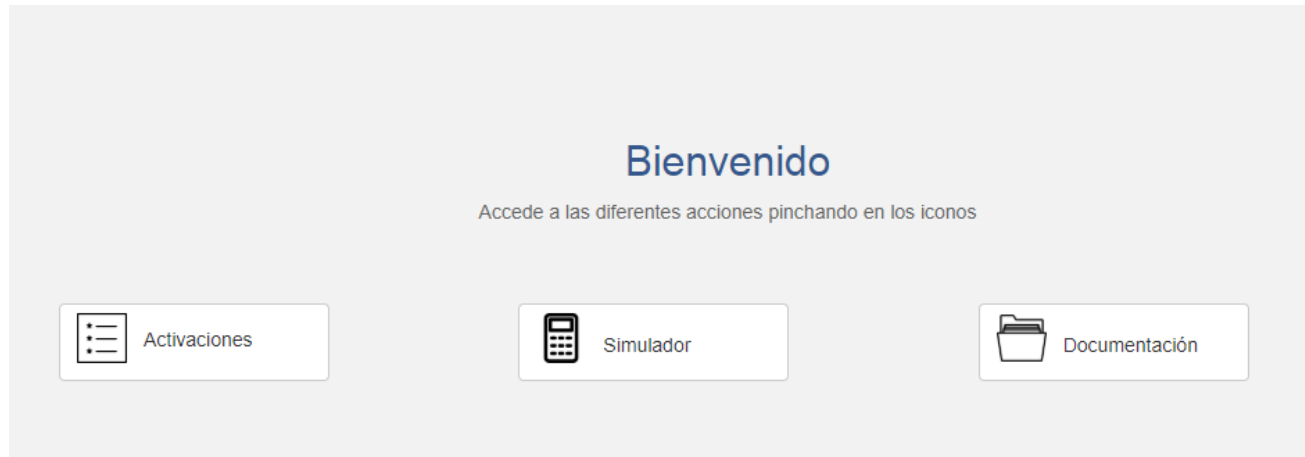 Bienvenido
Accede a las diferentes acciones pinchando en los iconos
Activaciones
Simulador
Documentación